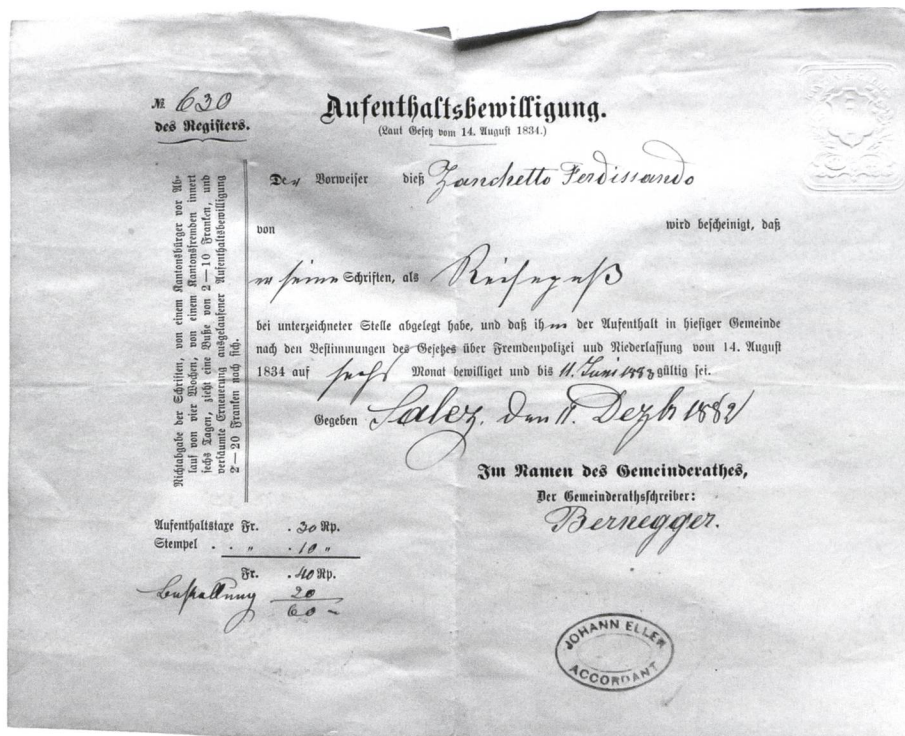 № 630
des Registers.
Aufenthaltsbewilligung.
(Laut Gesetz vom 14. August 1834.)
Der Vorweiser dieß Zanchetto Ferdissando
von wird bescheinigt, daß
er seine Schriften, als Reisepaß
bei unterzeichneter Stelle abgelegt habe, und daß ihm der Aufenthalt in hiesiger Gemeinde
nach den Bestimmungen des Gesetzes über Fremdenpolizei und Niederlassung vom 14. August
1834 auf sechs Monat bewilliget und bis 11. Juni 1883 gültig sei.
Gegeben Salez, den 11. Dezb 1882
Im Namen des Gemeinderathes,
Der Gemeinderathsschreiber:
Bernegger.
Nichtabgabe der Schriften, von einem Kantonsbürger vor Ab-
lauf von vier Wochen, von einem Kantonsfremden innert
sechs Tagen, zieht eine Buße von 2—10 Franken, und
versäumte Erneuerung ausgelaufener Aufenthaltsbewilligung
2—20 Franken nach sich.
Aufenthaltstaxe Fr. . 30 Rp.
Stempel . . „ . 10 „
Fr. . 40 Rp.
Bestallung 20
60 –
JOHANN ELLER
ACCORDANT